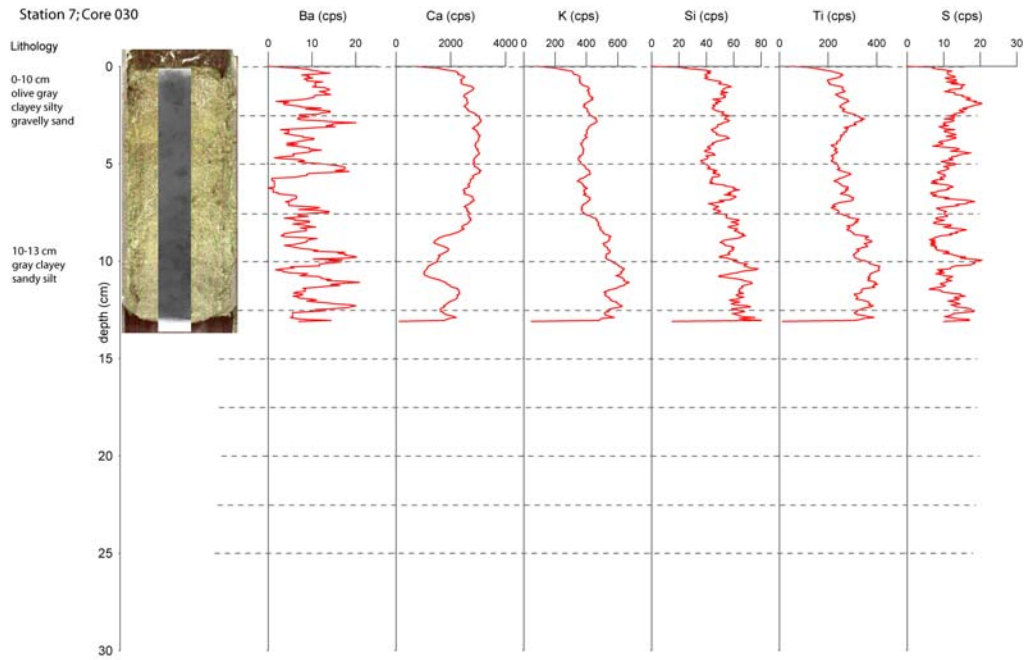 Station 7; Core 030
Ba (cps) Ca (cps) K (cps) Si (cps) Ti (cps) S (cps)
Lithology
0 10 20 0 2000 4000 0 200 400 600 0 20 40 60 80 0 200 400 0 10 20 30
0
0-10 cm
olive gray
clayey silty
gravelly sand
5
10-13 cm
gray clayey
sandy silt
10
depth (cm)
15
20
25
30